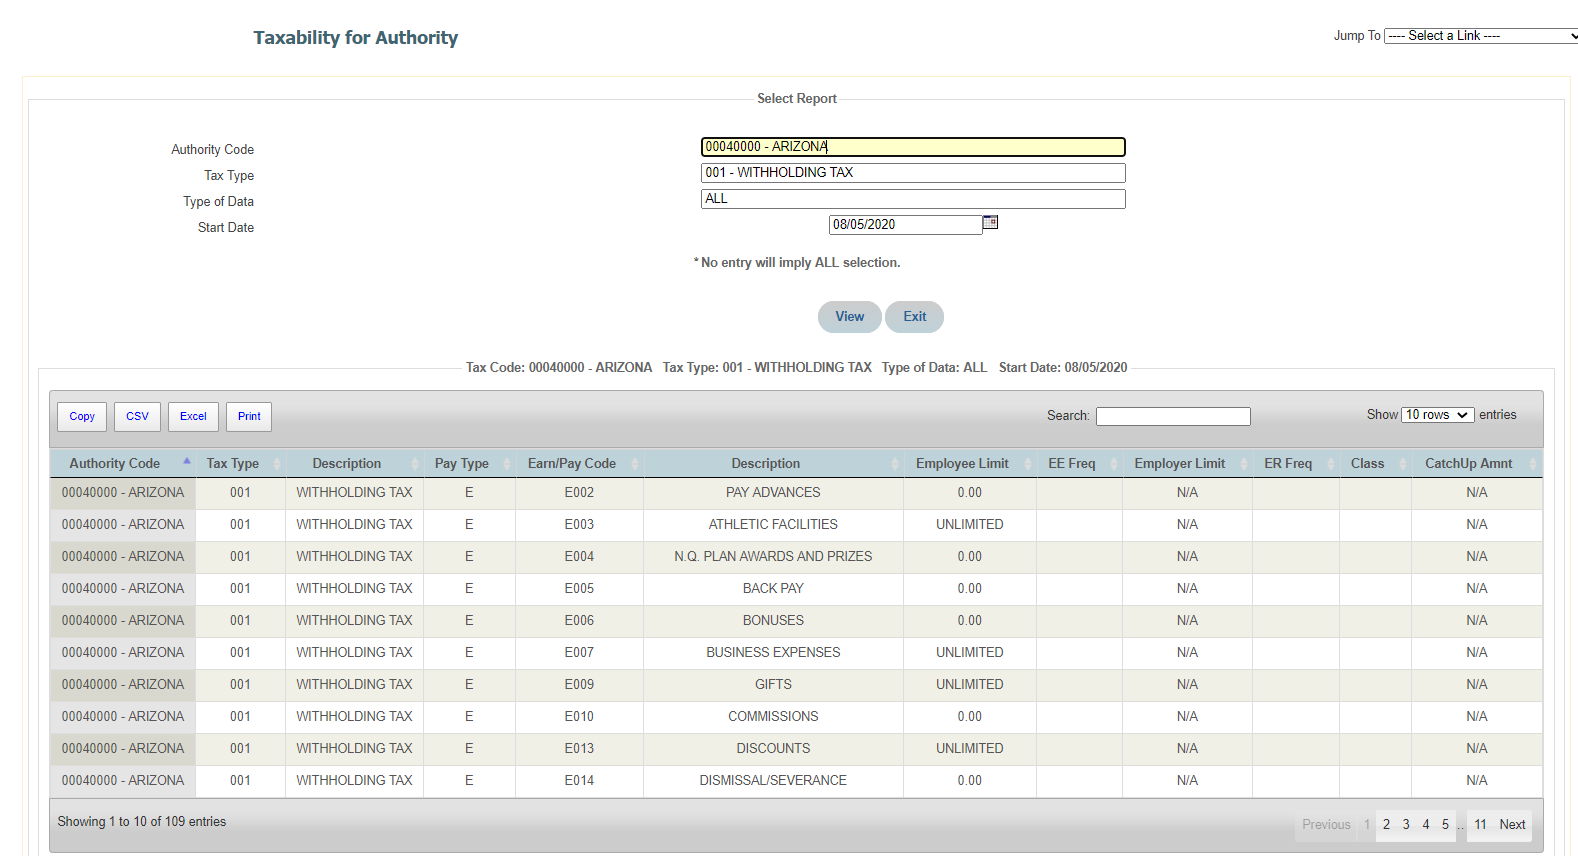 Taxability for Authority
Jump To ---- Select a Link ----
Select Report
Authority Code 00040000 - ARIZONA
Tax Type 001 - WITHHOLDING TAX
Type of Data ALL
Start Date 08/05/2020
* No entry will imply ALL selection.
View Exit
Tax Code: 00040000 - ARIZONA Tax Type: 001 - WITHHOLDING TAX Type of Data: ALL Start Date: 08/05/2020
Copy CSV Excel Print Search: Show 10 rows entries
Authority Code Tax Type Description Pay Type Earn/Pay Code Description Employee Limit EE Freq Employer Limit ER Freq Class CatchUp Amnt
00040000 - ARIZONA 001 WITHHOLDING TAX E E002 PAY ADVANCES 0.00 N/A N/A
00040000 - ARIZONA 001 WITHHOLDING TAX E E003 ATHLETIC FACILITIES UNLIMITED N/A N/A
00040000 - ARIZONA 001 WITHHOLDING TAX E E004 N.Q. PLAN AWARDS AND PRIZES 0.00 N/A N/A
00040000 - ARIZONA 001 WITHHOLDING TAX E E005 BACK PAY 0.00 N/A N/A
00040000 - ARIZONA 001 WITHHOLDING TAX E E006 BONUSES 0.00 N/A N/A
00040000 - ARIZONA 001 WITHHOLDING TAX E E007 BUSINESS EXPENSES UNLIMITED N/A N/A
00040000 - ARIZONA 001 WITHHOLDING TAX E E009 GIFTS UNLIMITED N/A N/A
00040000 - ARIZONA 001 WITHHOLDING TAX E E010 COMMISSIONS 0.00 N/A N/A
00040000 - ARIZONA 001 WITHHOLDING TAX E E013 DISCOUNTS UNLIMITED N/A N/A
00040000 - ARIZONA 001 WITHHOLDING TAX E E014 DISMISSAL/SEVERANCE 0.00 N/A N/A
Showing 1 to 10 of 109 entries Previous 1 2 3 4 5 .. 11 Next